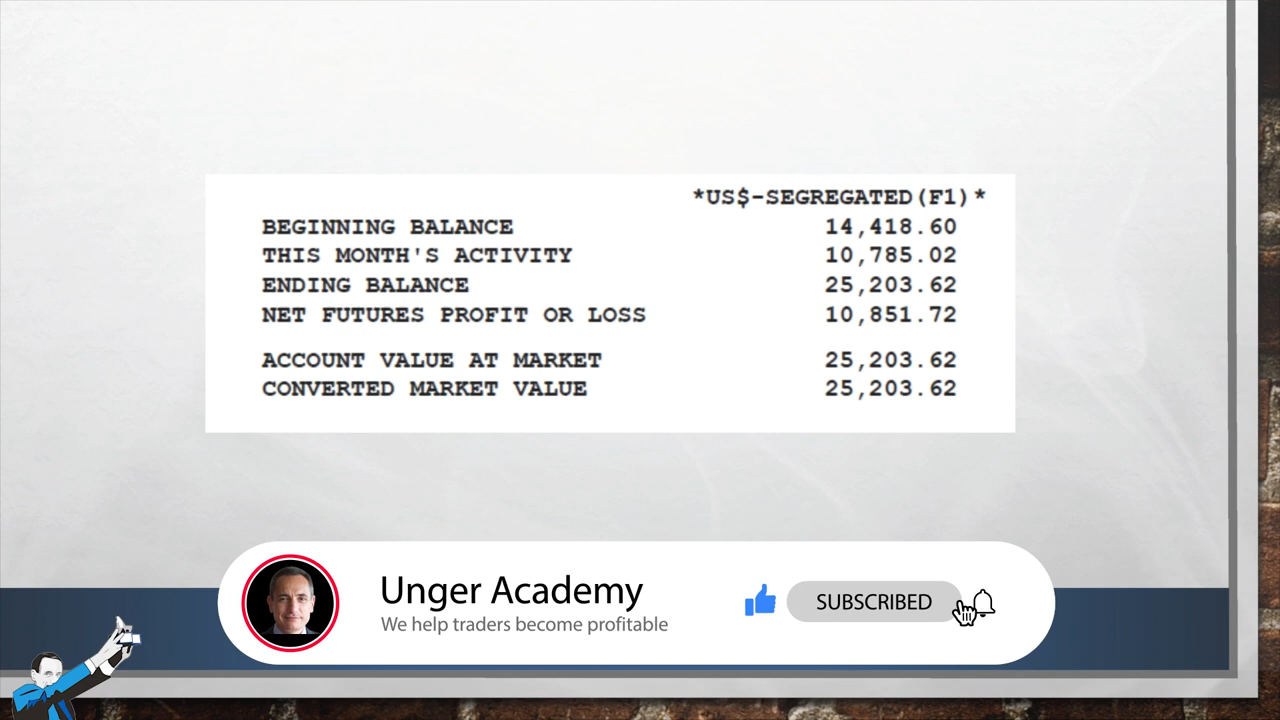 *US$-SEGREGATED(F1)*
BEGINNING BALANCE 14,418.60
THIS MONTH'S ACTIVITY 10,785.02
ENDING BALANCE 25,203.62
NET FUTURES PROFIT OR LOSS 10,851.72
ACCOUNT VALUE AT MARKET 25,203.62
CONVERTED MARKET VALUE 25,203.62
Unger Academy
We help traders become profitable
SUBSCRIBED